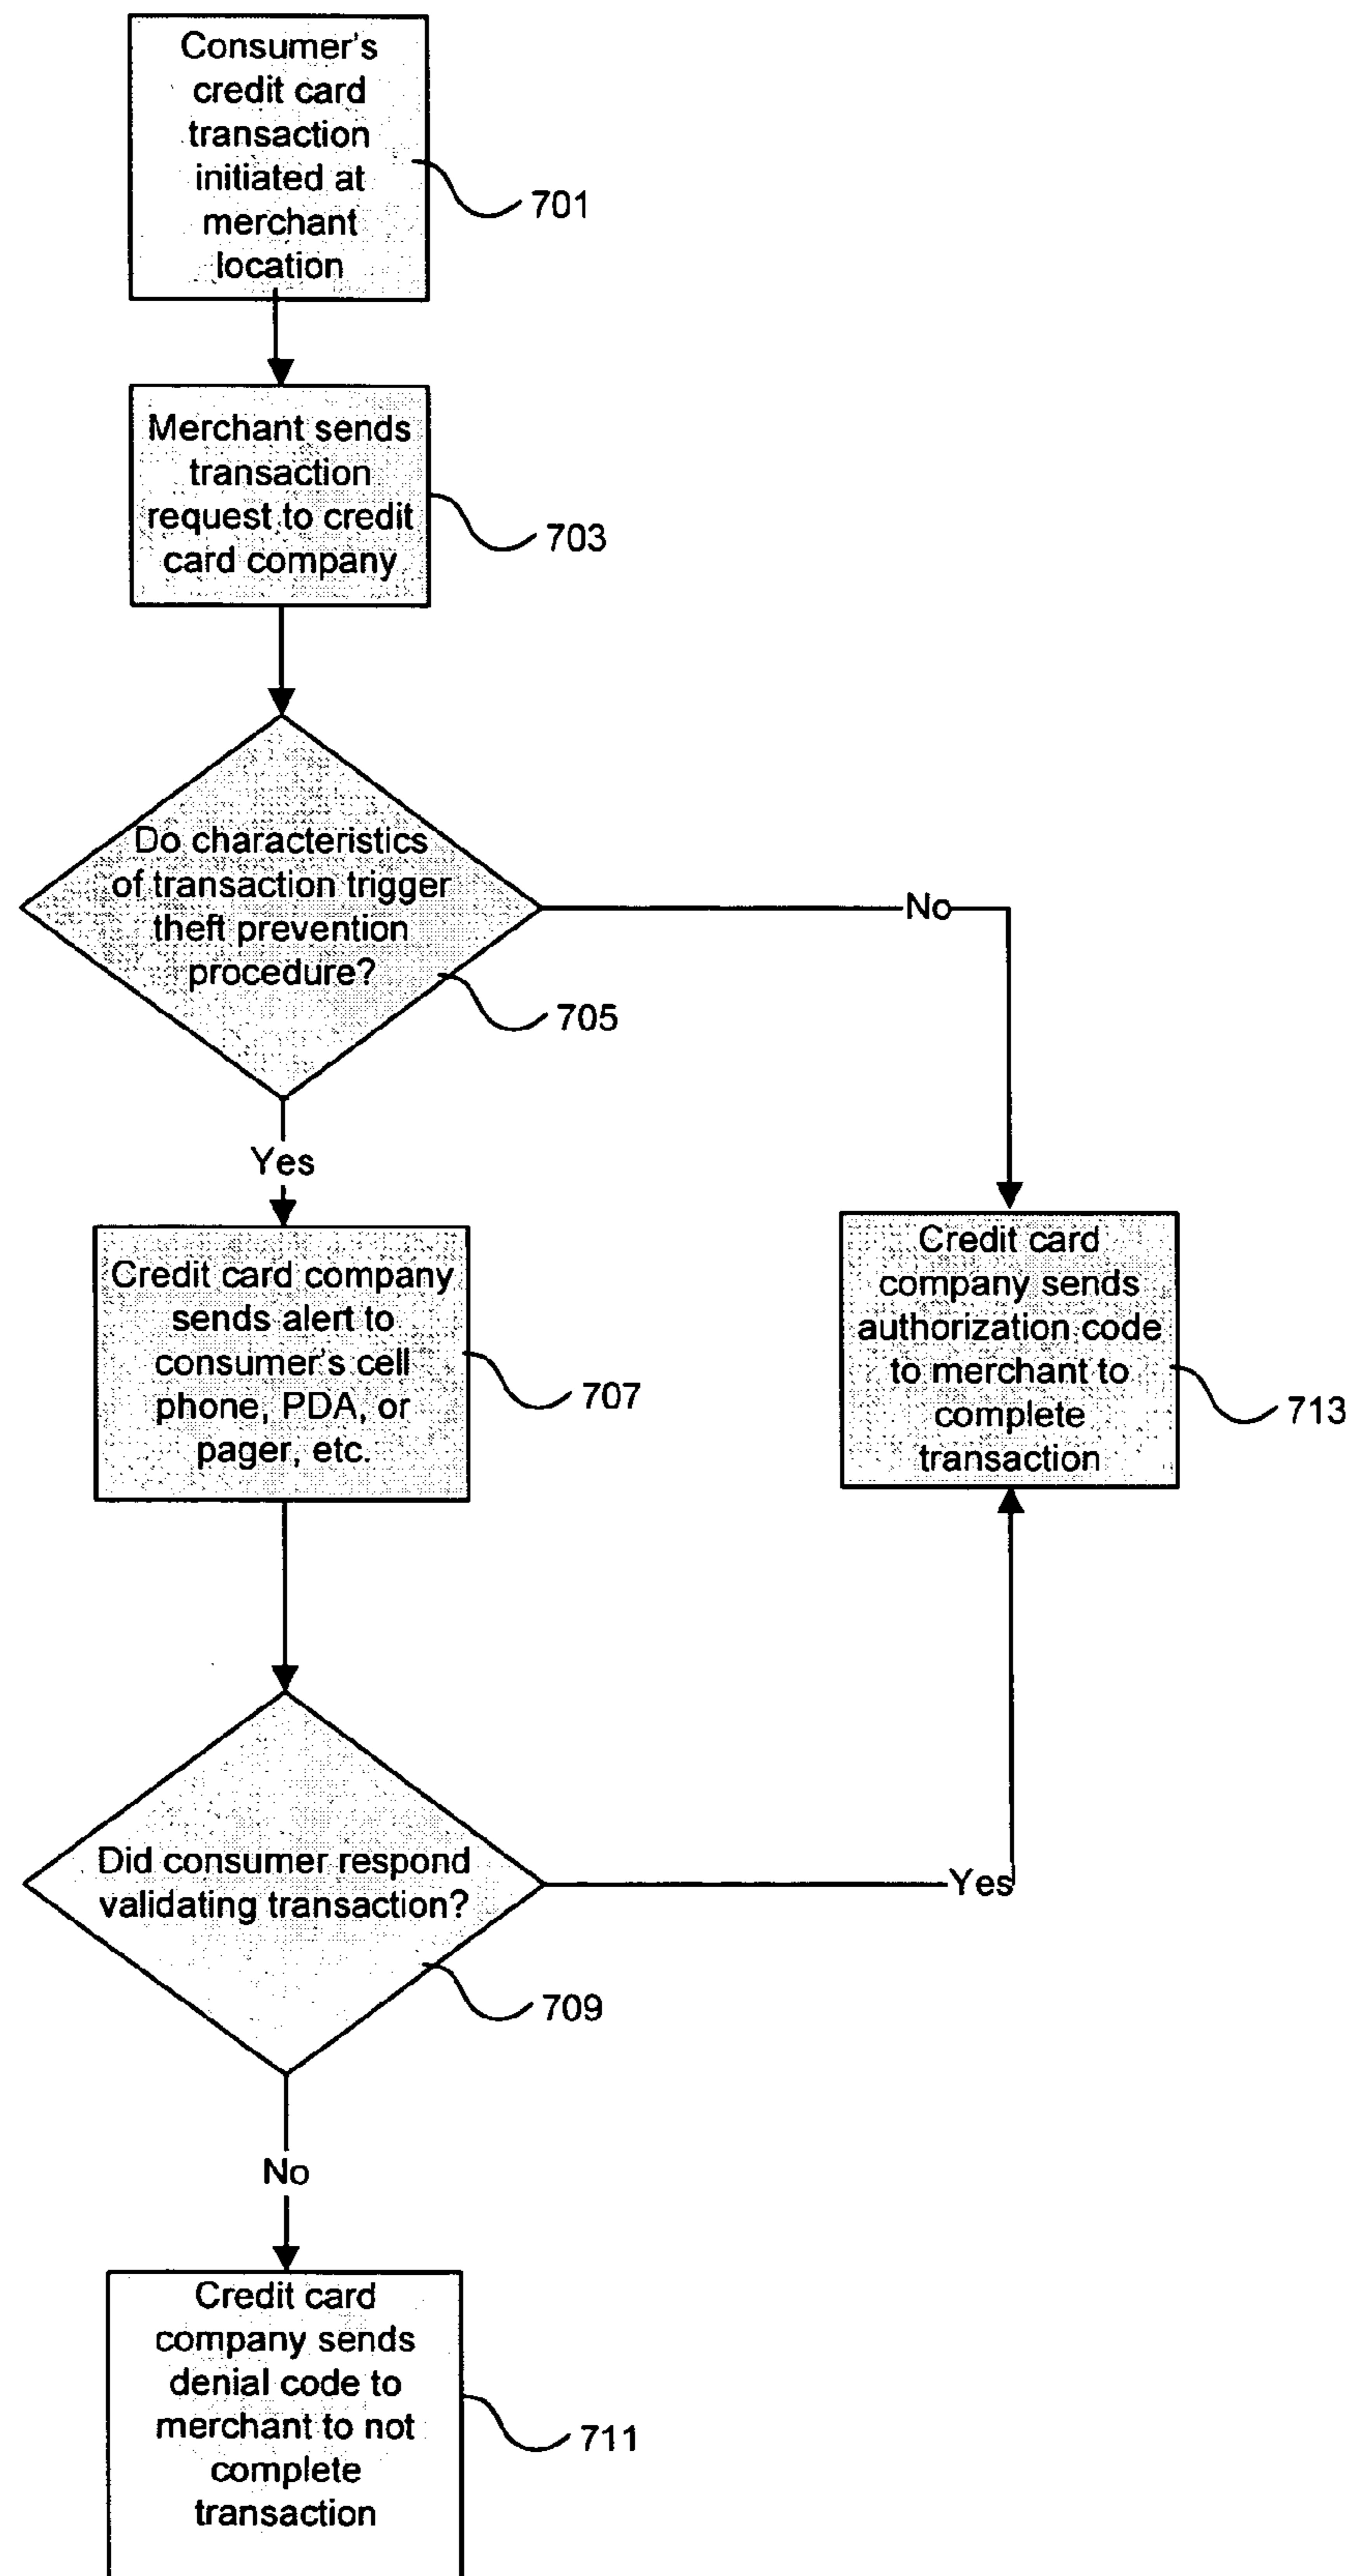 Consumer's
credit card
transaction
initiated at
merchant
location
701
Merchant sends
transaction
request to credit
card company
703
Do characteristics
of transaction trigger
theft prevention
procedure?
705
No
Yes
Credit card company
sends alert to
consumer's cell
phone, PDA, or
pager, etc.
707
Credit card
company sends
authorization code
to merchant to
complete
transaction
713
Did consumer respond
validating transaction?
709
Yes
No
Credit card
company sends
denial code to
merchant to not
complete
transaction
711